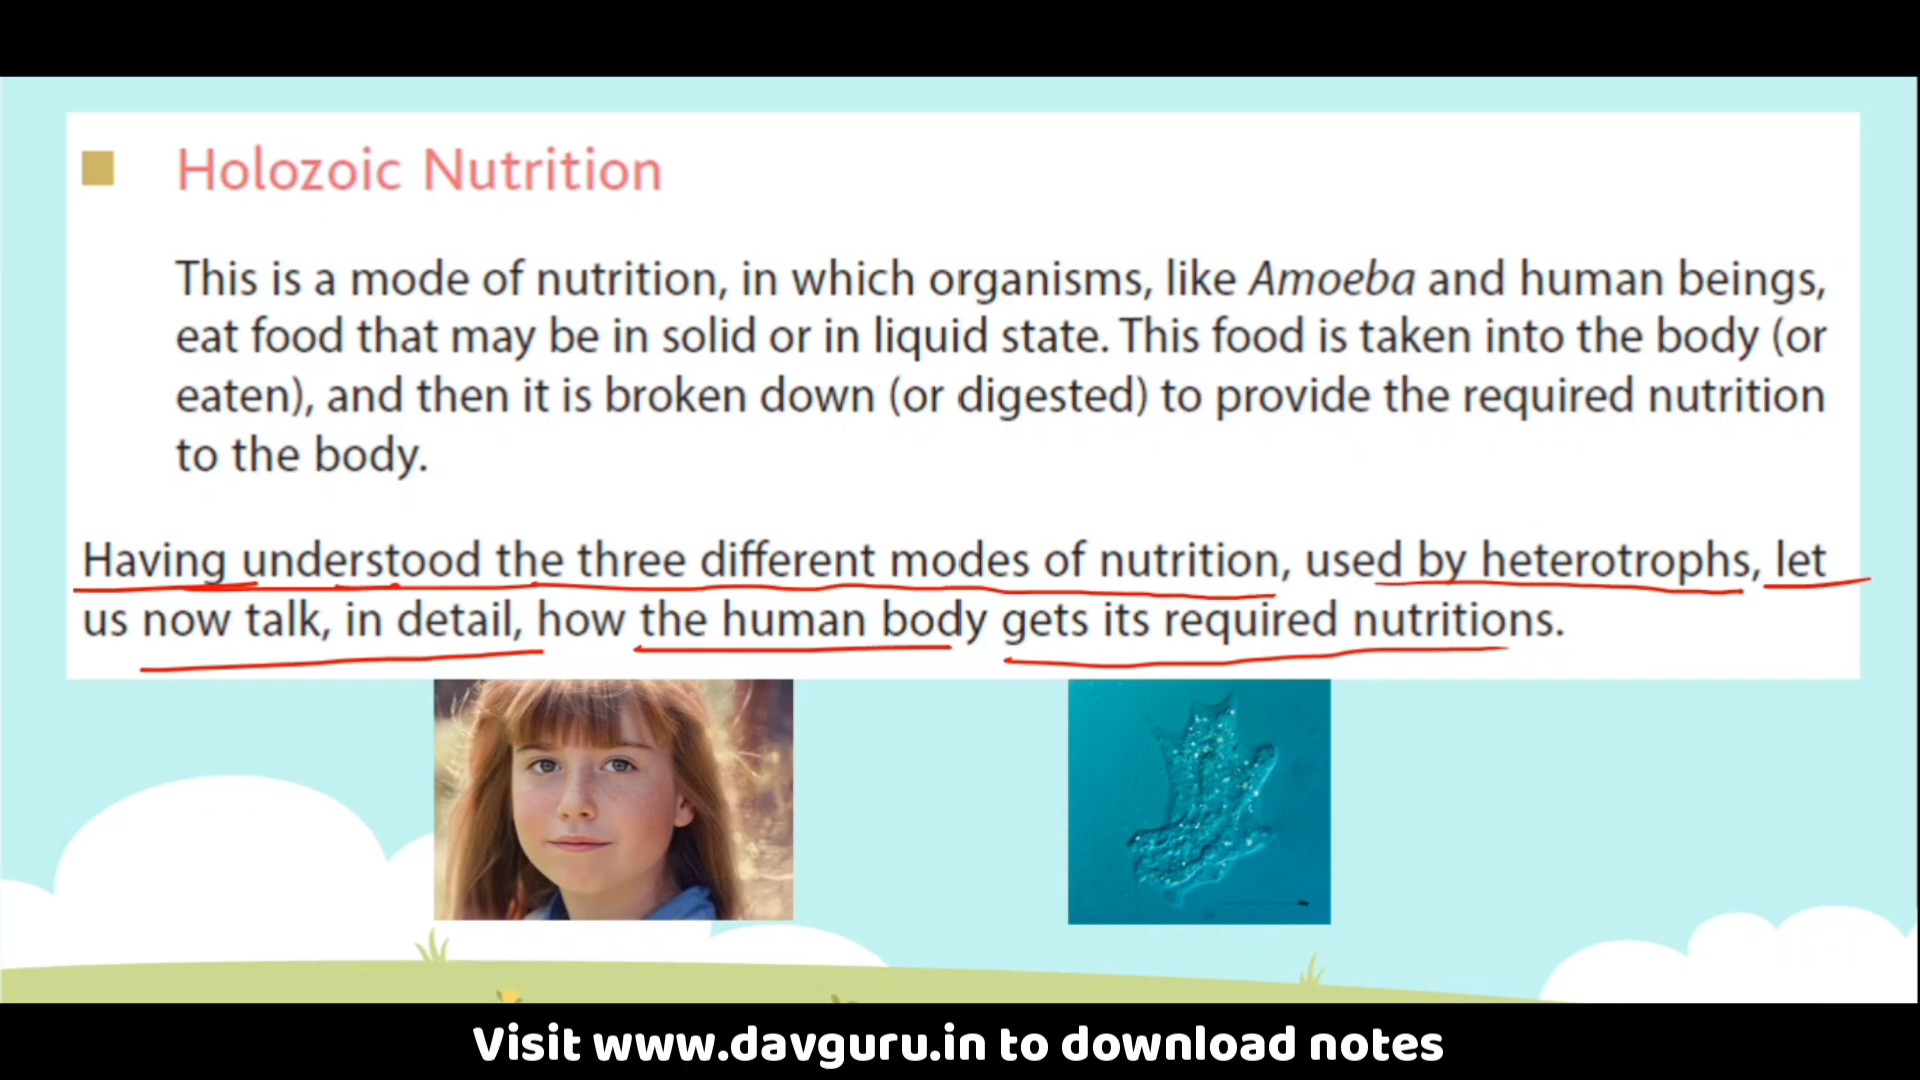 Holozoic Nutrition
This is a mode of nutrition, in which organisms, like Amoeba and human beings,
eat food that may be in solid or in liquid state. This food is taken into the body (or
eaten), and then it is broken down (or digested) to provide the required nutrition
to the body.
Having understood the three different modes of nutrition, used by heterotrophs, let
us now talk, in detail, how the human body gets its required nutritions.
Visit www.davguru.in to download notes